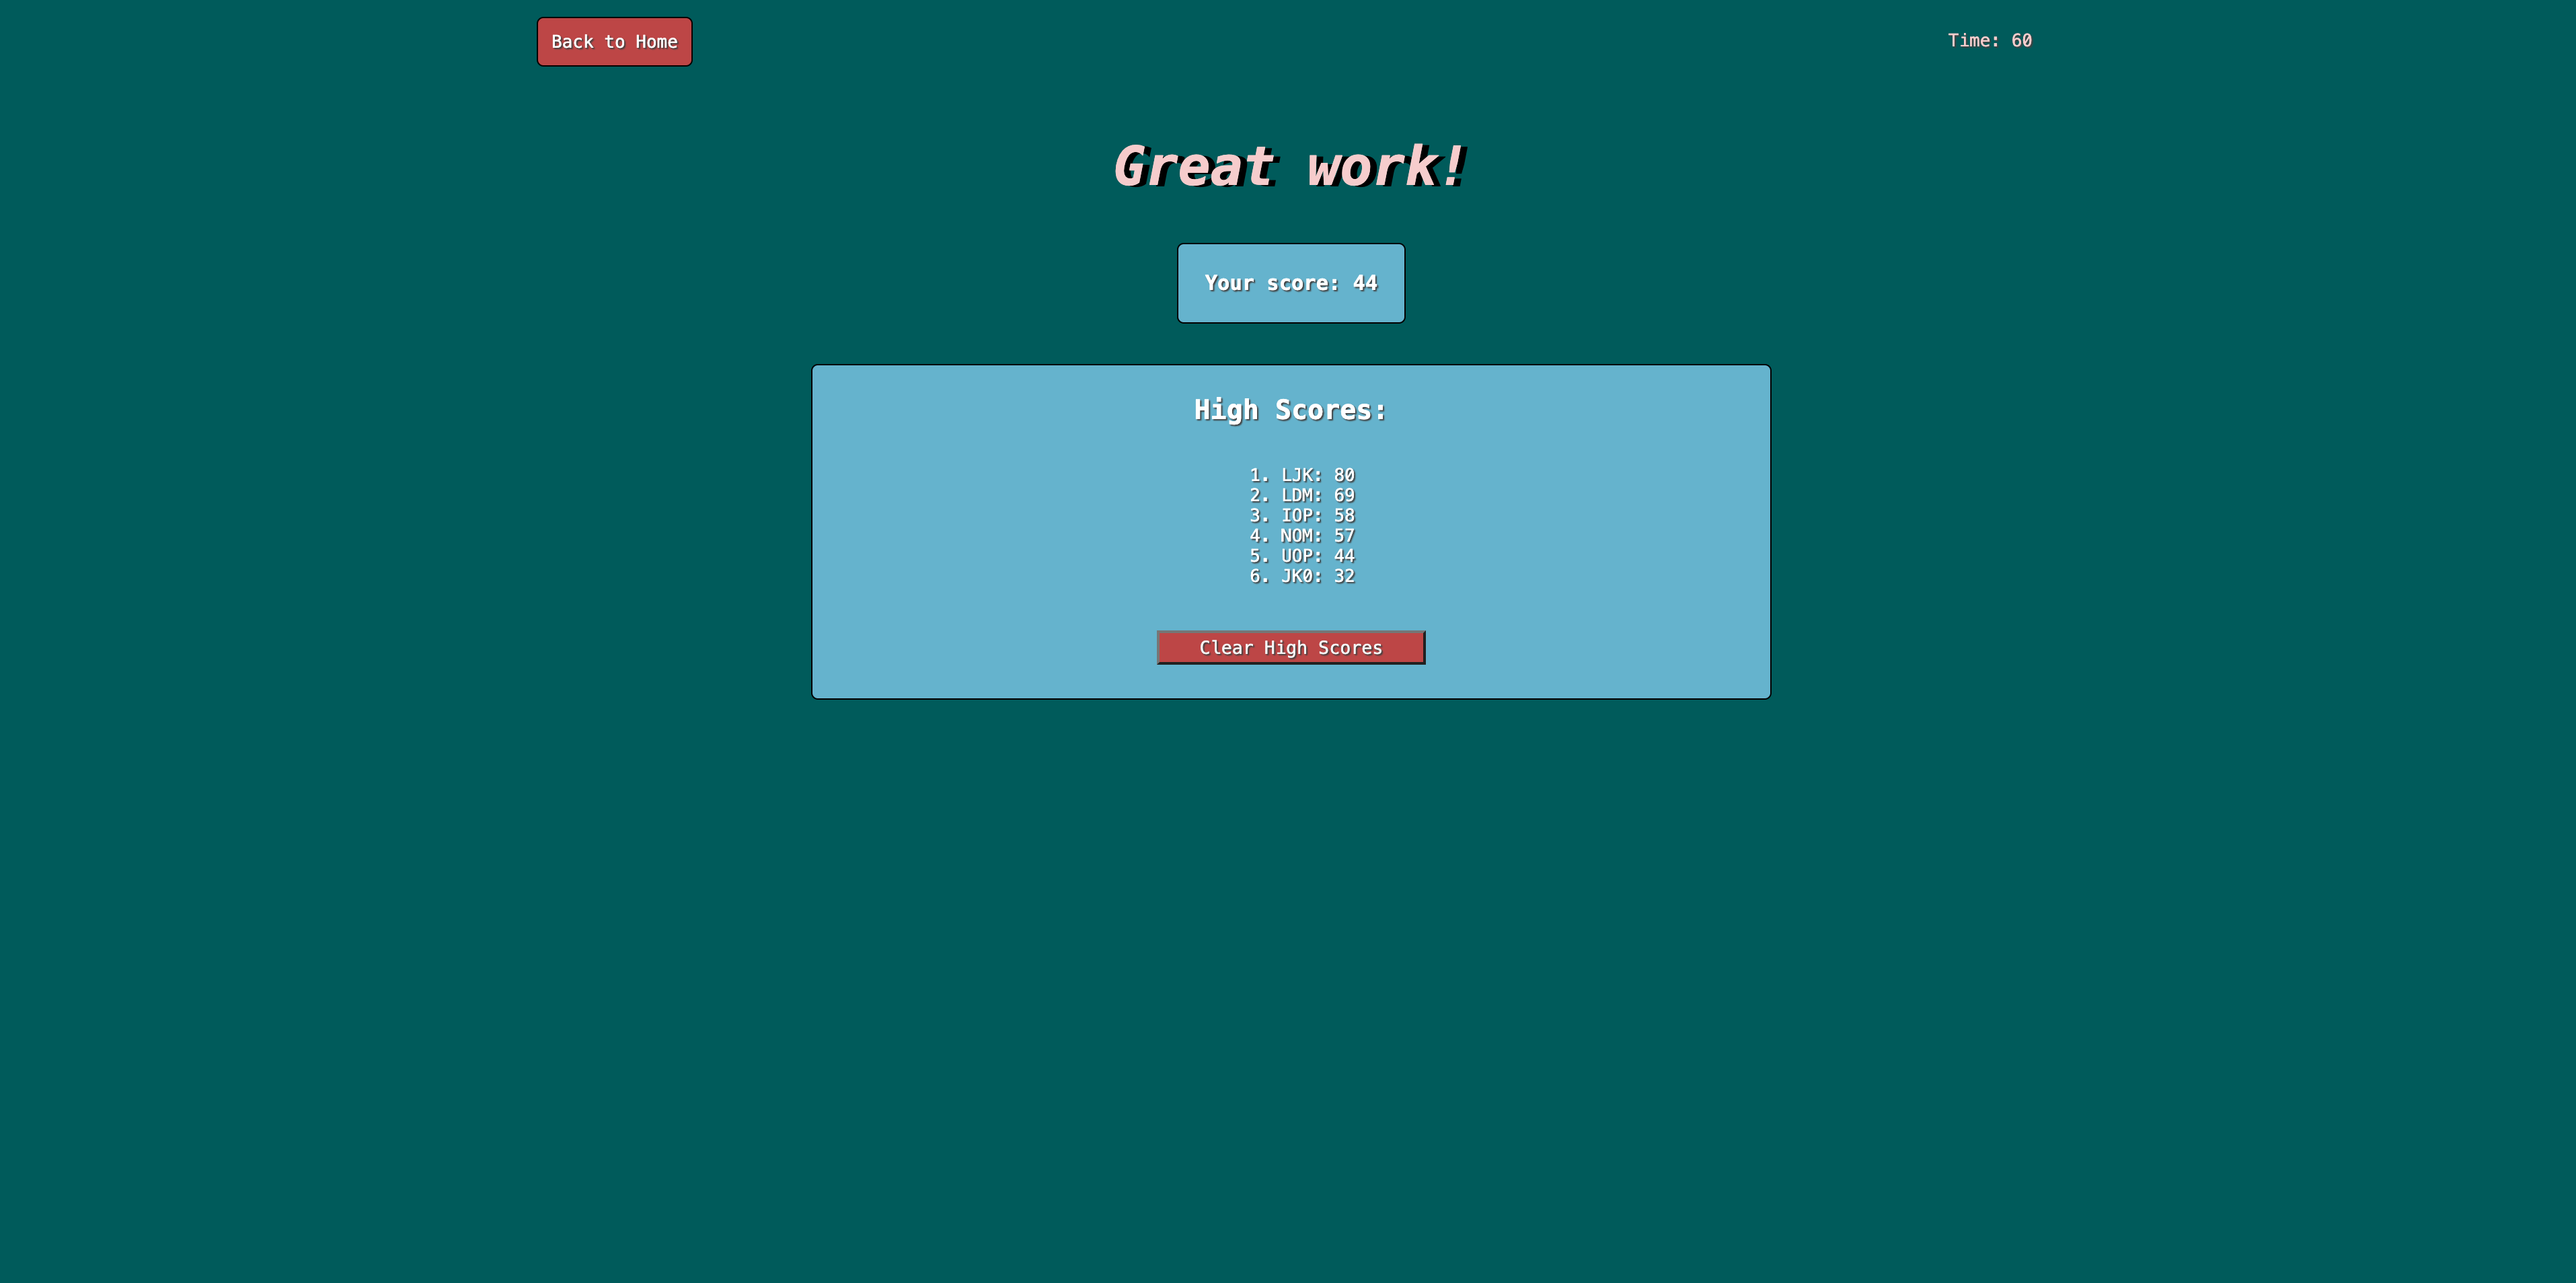 Back to Home
Time: 60
Great work!
Your score: 44
High Scores:
1. LJK: 80
2. LDM: 69
3. IOP: 58
4. NOM: 57
5. UOP: 44
6. JK0: 32
Clear High Scores